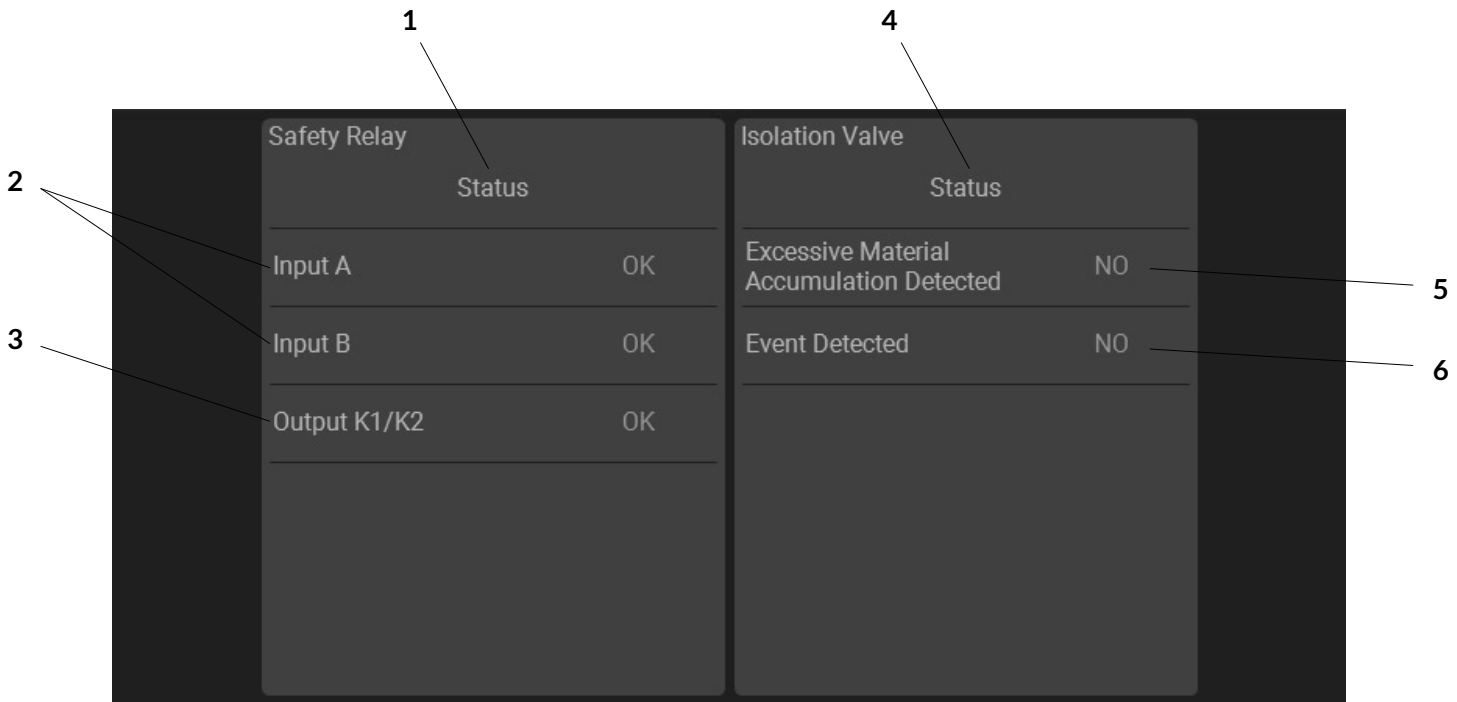 1
4
Safety Relay
Status
2
Input A OK
Input B OK
3
Output K1/K2 OK
Isolation Valve
Status
Excessive Material
Accumulation Detected NO
5
Event Detected NO
6